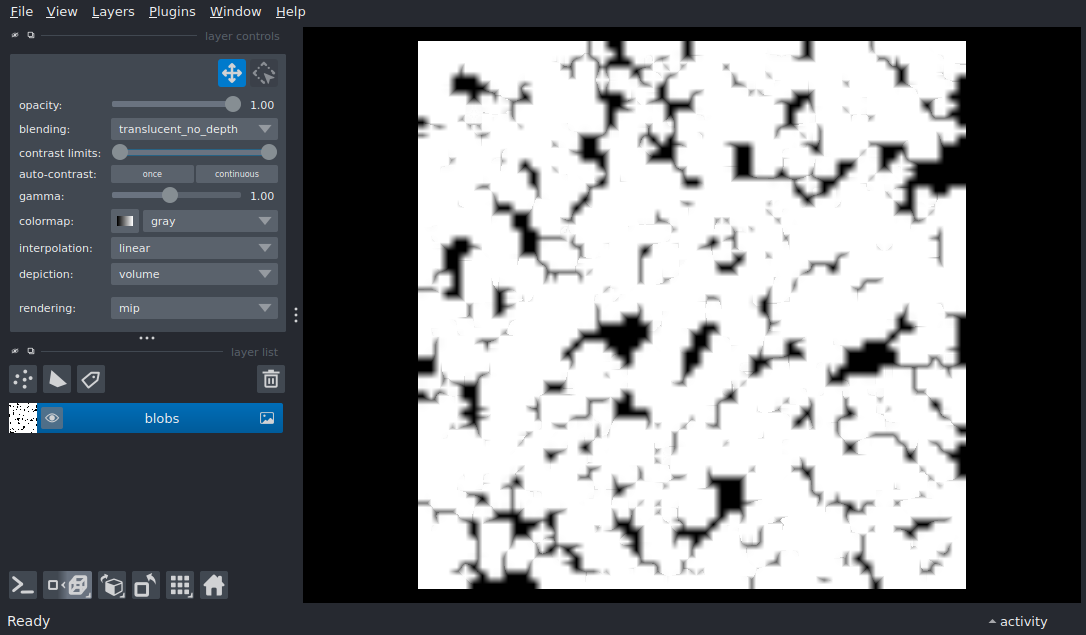 File View Layers Plugins Window Help
layer controls
opacity: 1.00
blending: translucent_no_depth
contrast limits:
auto-contrast: once continuous
gamma: 1.00
colormap: gray
interpolation: linear
depiction: volume
rendering: mip
layer list
blobs
Ready activity